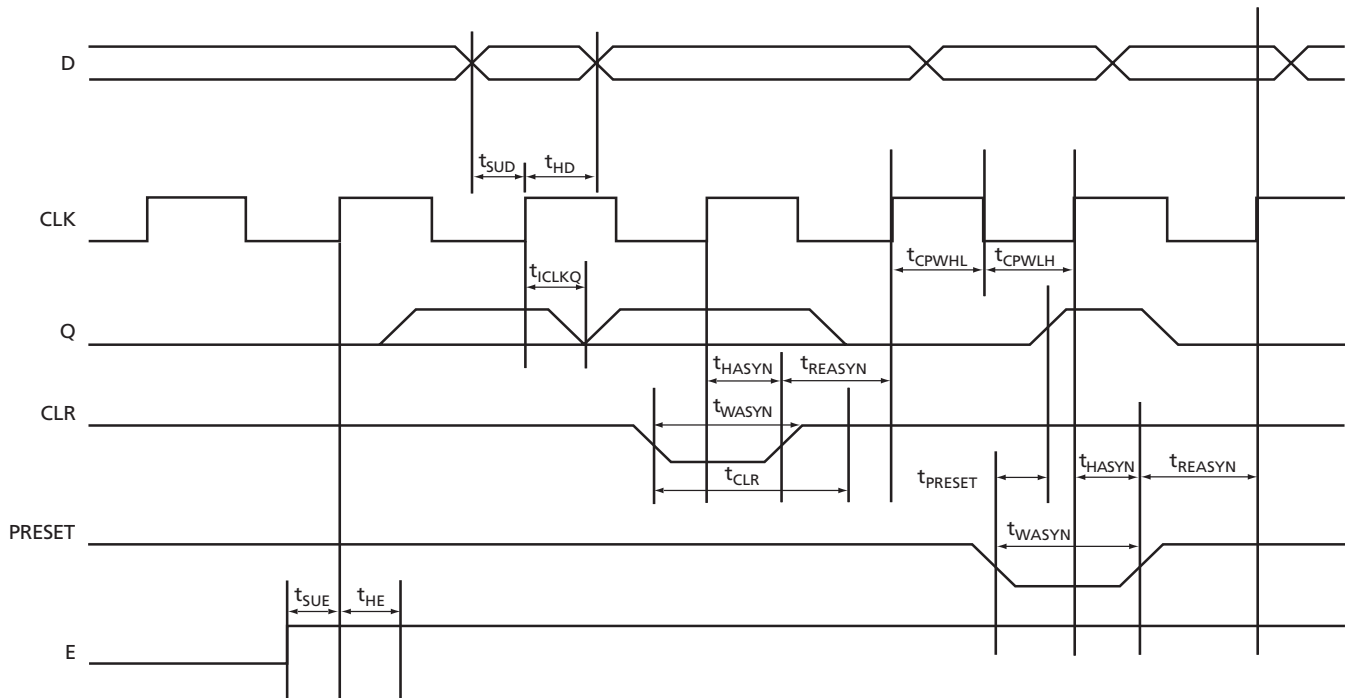 D
tSUD tHD
CLK
tCPWHL tCPWLH
tICLKQ
Q
tHASYN tREASYN
CLR
tWASYN
tHASYN tREASYN
tCLR
tPRESET
PRESET
tWASYN
tSUE tHE
E